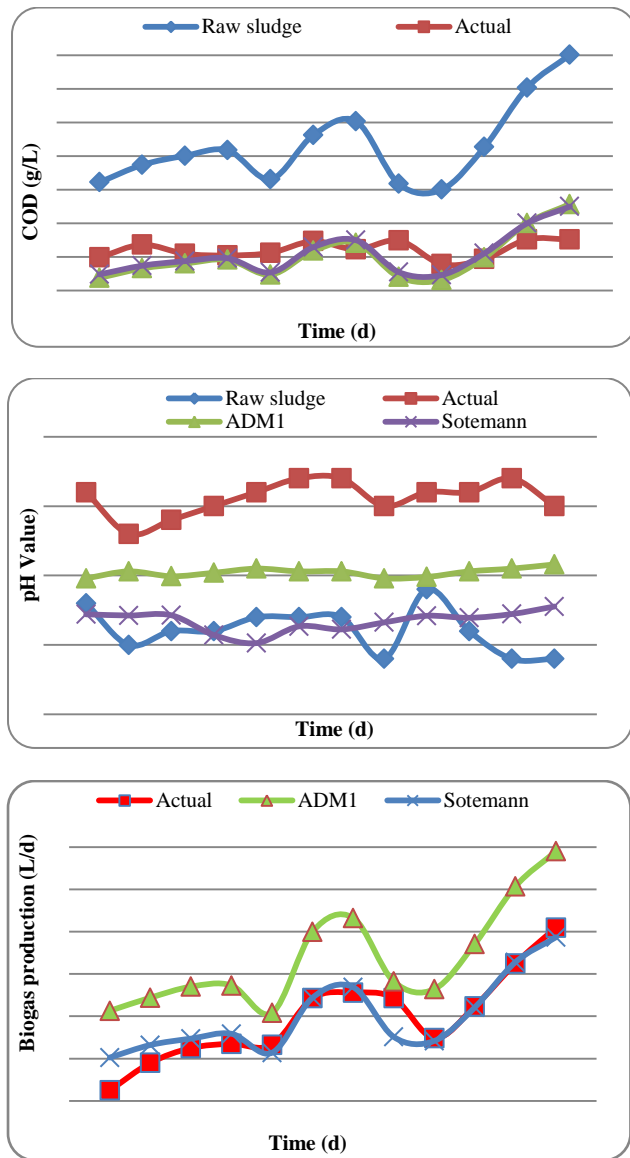 Raw sludge Actual
COD (g/L)
Time (d)
Raw sludge Actual
ADM1 Sotemann
pH Value
Time (d)
Actual ADM1 Sotemann
Biogas production (L/d)
Time (d)